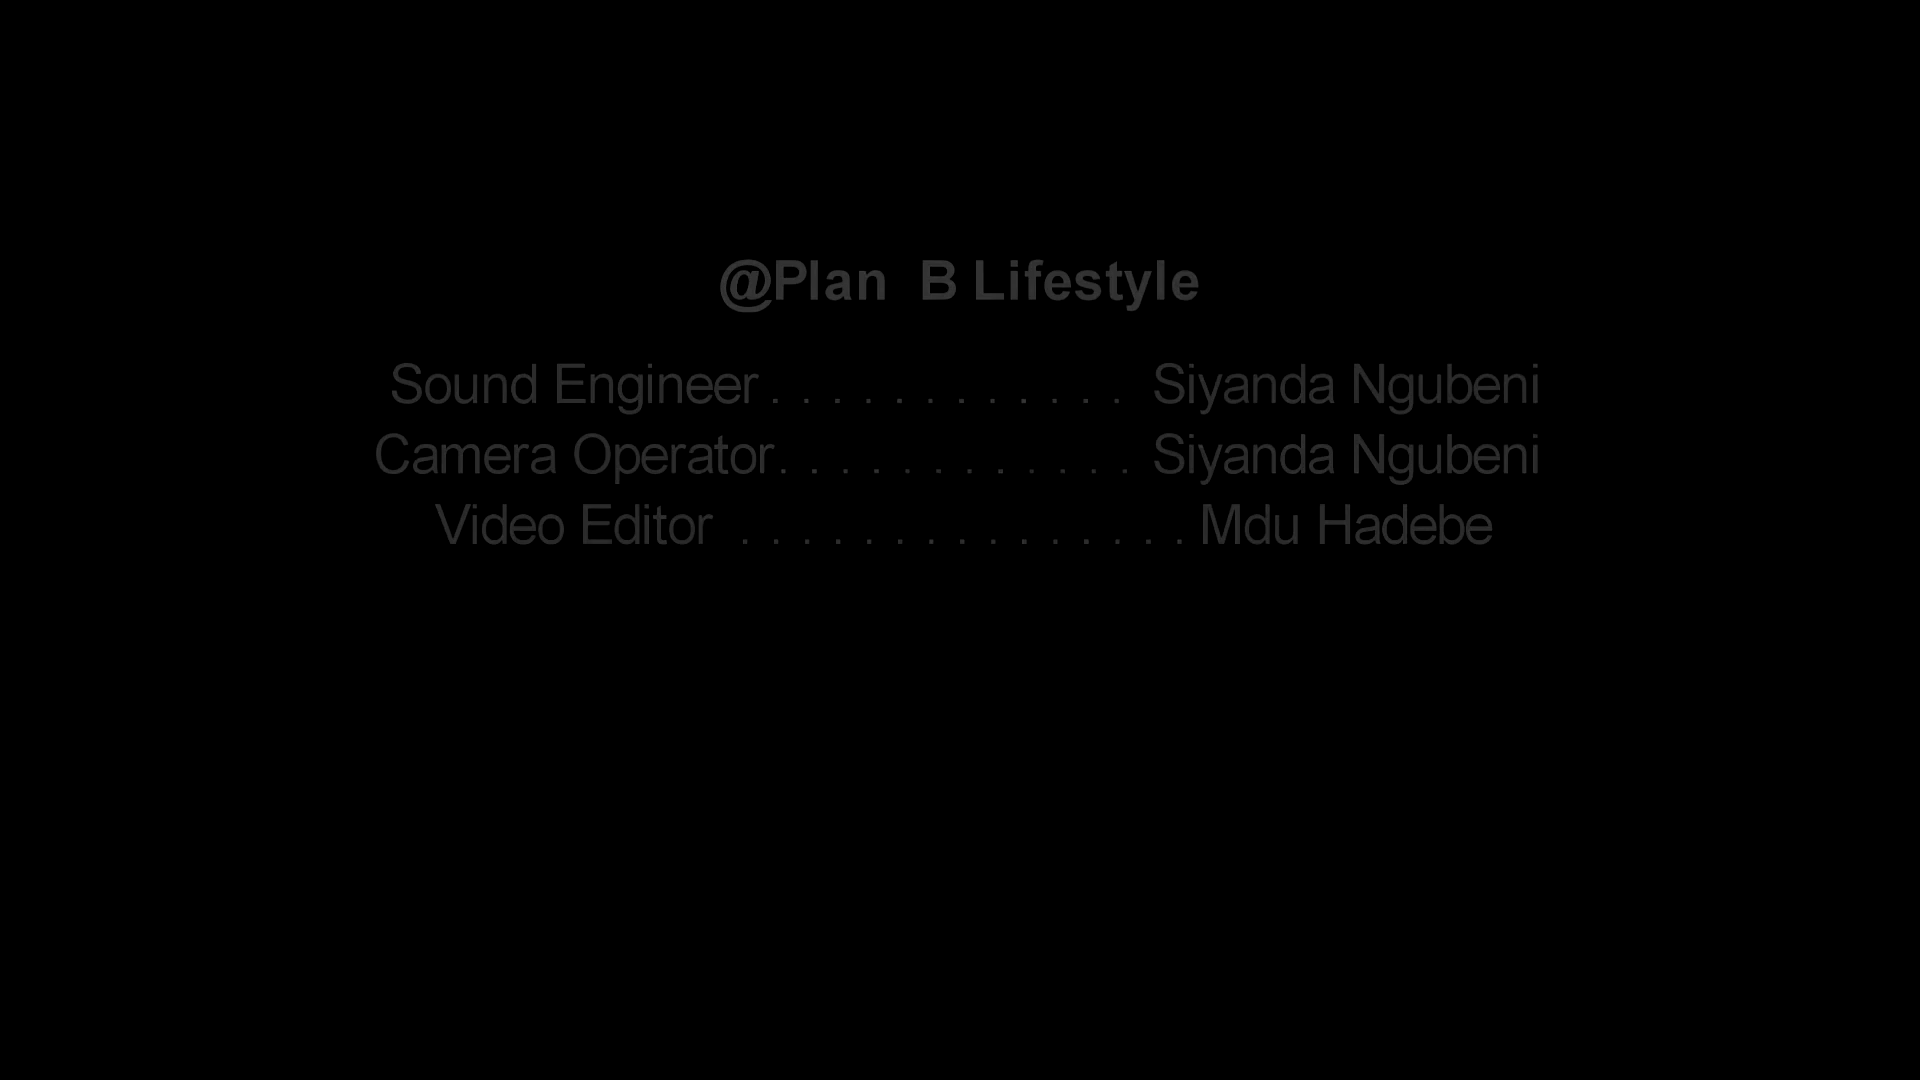 @Plan B Lifestyle
Sound Engineer . . . . . . . . . . . . Siyanda Ngubeni
Camera Operator. . . . . . . . . . . . Siyanda Ngubeni
Video Editor . . . . . . . . . . . . . . . Mdu Hadebe